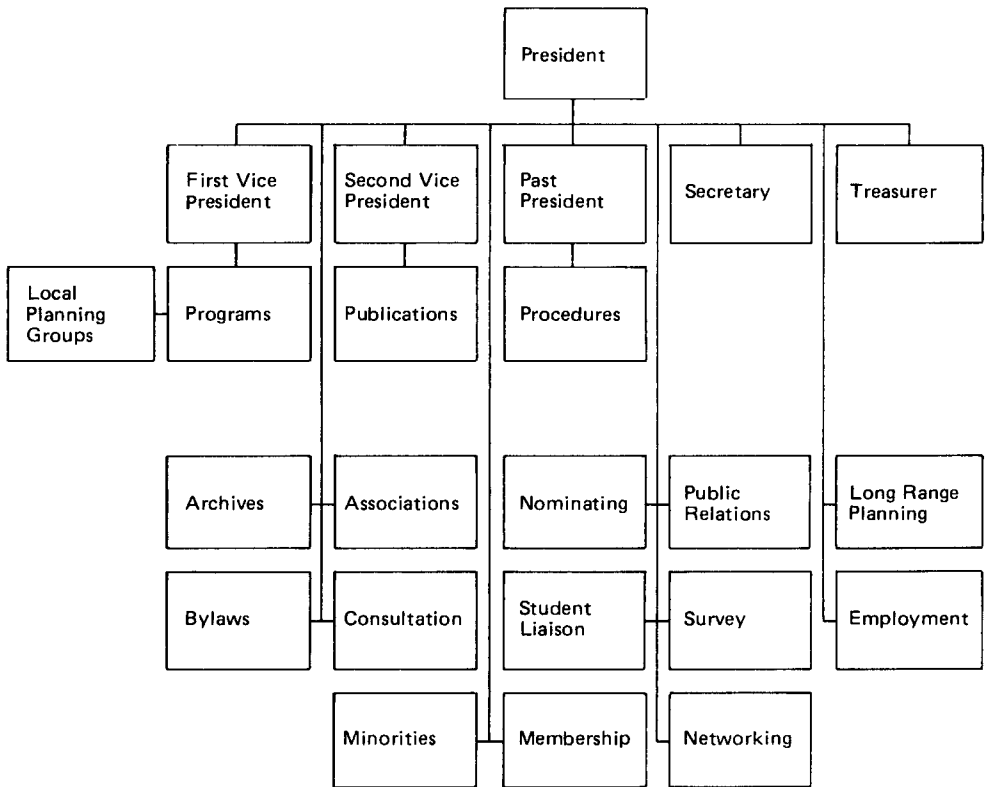 President
First Vice
President
Second Vice
President
Past
President
Secretary
Treasurer
Local
Planning
Groups
Programs
Publications
Procedures
Archives
Associations
Nominating
Public
Relations
Long Range
Planning
Bylaws
Consultation
Student
Liaison
Survey
Employment
Minorities
Membership
Networking